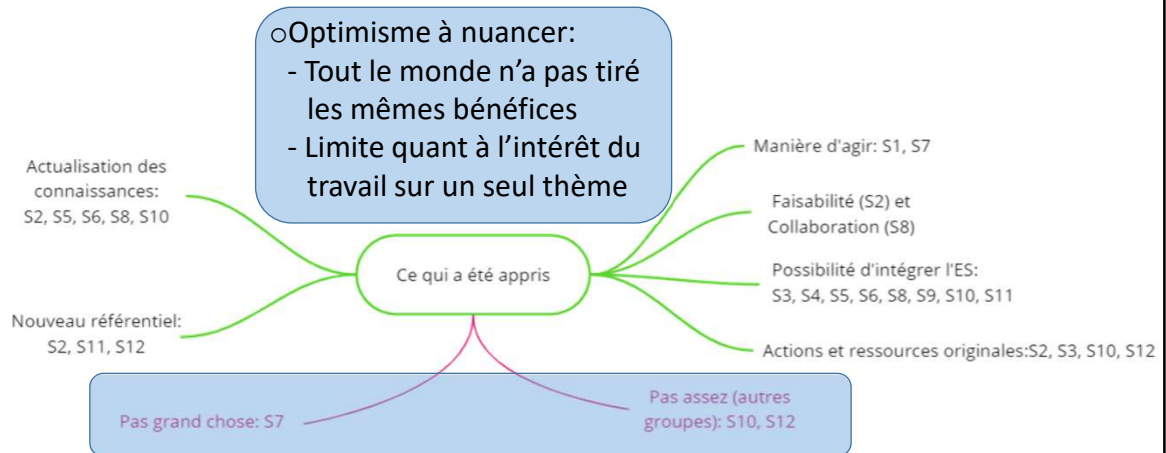 oOptimisme à nuancer:
- Tout le monde n’a pas tiré
les mêmes bénéfices
- Limite quant à l’intérêt du
travail sur un seul thème
Actualisation des
connaissances:
S2, S5, S6, S8, S10
Nouveau référentiel:
S2, S11, S12
Ce qui a été appris
Manière d'agir: S1, S7
Faisabilité (S2) et
Collaboration (S8)
Possibilité d'intégrer l'ES:
S3, S4, S5, S6, S8, S9, S10, S11
Actions et ressources originales:S2, S3, S10, S12
Pas grand chose: S7
Pas assez (autres
groupes): S10, S12